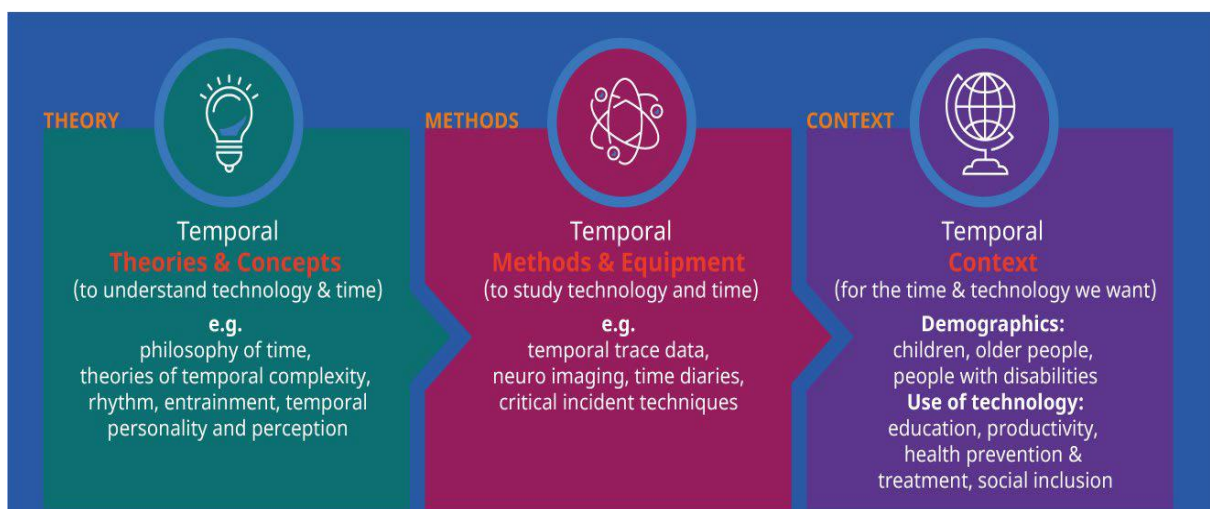 THEORY
Temporal
Theories & Concepts
(to understand technology & time)
e.g.
philosophy of time,
theories of temporal complexity,
rhythm, entrainment, temporal
personality and perception
METHODS
Temporal
Methods & Equipment
(to study technology and time)
e.g.
temporal trace data,
neuro imaging, time diaries,
critical incident techniques
CONTEXT
Temporal
Context
(for the time & technology we want)
Demographics:
children, older people,
people with disabilities
Use of technology:
education, productivity,
health prevention &
treatment, social inclusion